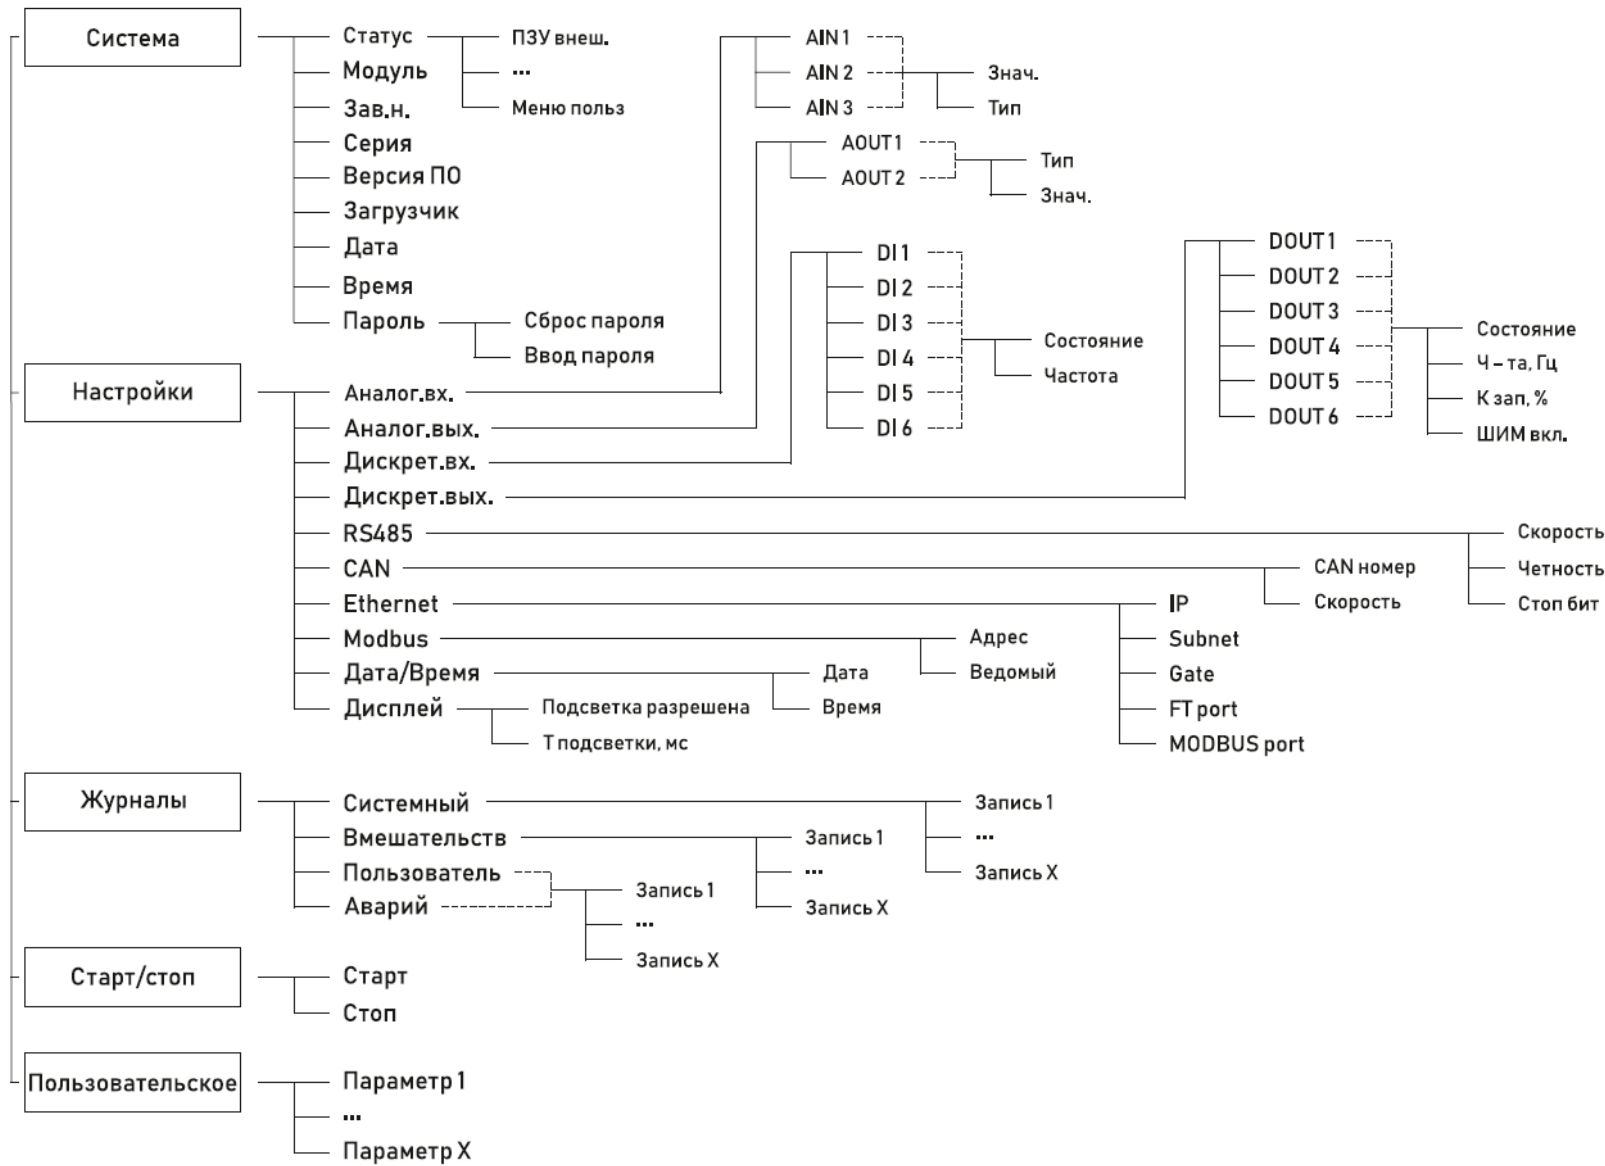 Система
Статус
ПЗУ внеш.
...
Меню польз
Модуль
Зав.н.
Серия
Версия ПО
Загрузчик
Дата
Время
Пароль
Сброс пароля
Ввод пароля
Настройки
Аналог.вх.
AIN 1
AIN 2
AIN 3
Знач.
Тип
Аналог.вых.
AOUT 1
AOUT 2
Тип
Знач.
Дискрет.вх.
DI 1
DI 2
DI 3
DI 4
DI 5
DI 6
Состояние
Частота
Дискрет.вых.
DOUT 1
DOUT 2
DOUT 3
DOUT 4
DOUT 5
DOUT 6
Состояние
Ч – та, Гц
К зап, %
ШИМ вкл.
RS485
Скорость
Четность
Стоп бит
CAN
CAN номер
Скорость
Ethernet
IP
Subnet
Gate
FT port
MODBUS port
Modbus
Адрес
Ведомый
Дата/Время
Дата
Время
Дисплей
Подсветка разрешена
Т подсветки, мс
Журналы
Системный
Запись 1
...
Запись X
Вмешательств
Запись 1
...
Запись X
Пользователь
Аварий
Запись 1
...
Запись X
Старт/стоп
Старт
Стоп
Пользовательское
Параметр 1
...
Параметр X